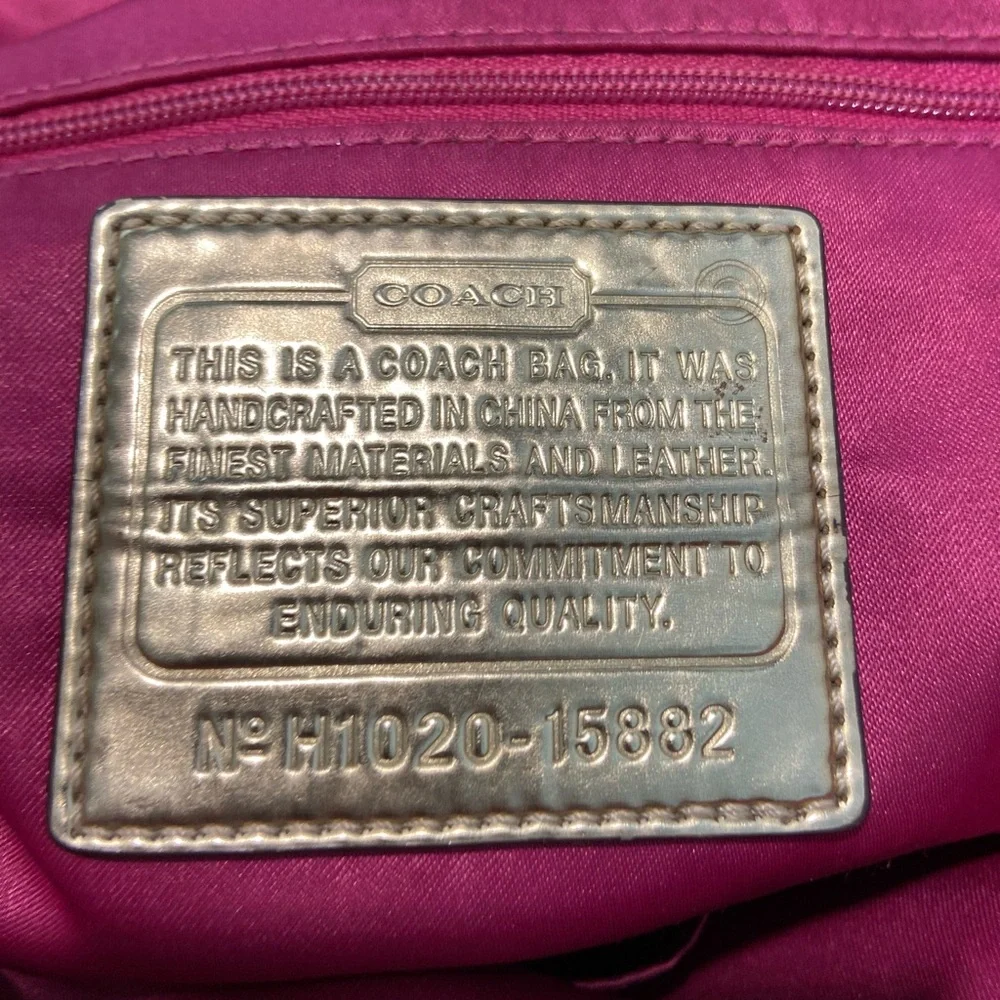 COACH
THIS IS A COACH BAG. IT WAS
HANDCRAFTED IN CHINA FROM THE
FINEST MATERIALS AND LEATHER.
ITS SUPERIOR CRAFTSMANSHIP
REFLECTS OUR COMMITMENT TO
ENDURING QUALITY.
Nº H1020-15882